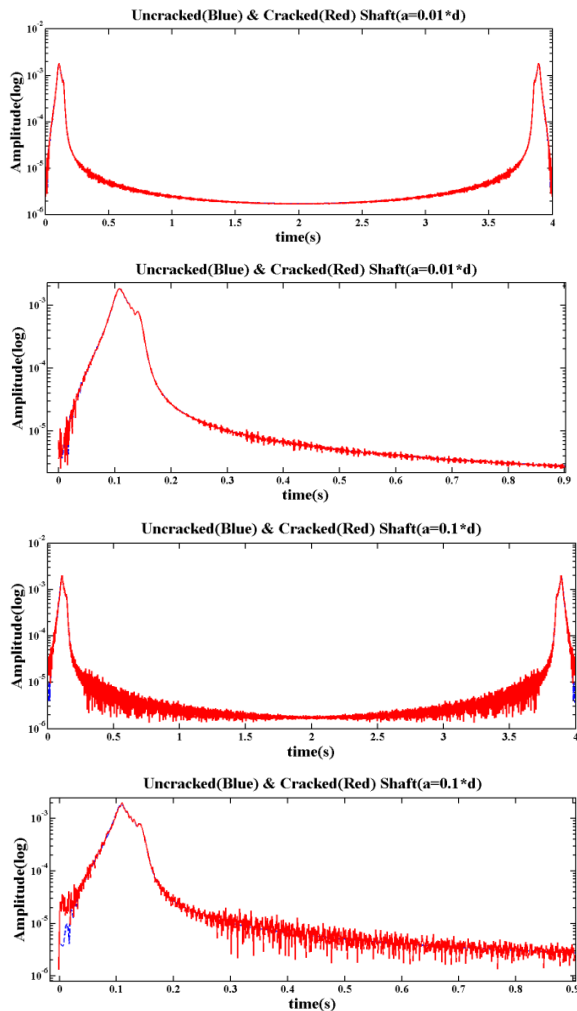 Uncracked(Blue) & Cracked(Red) Shaft(a=0.01*d)
Amplitude(log)
10-2
10-3
10-4
10-5
10-6
0 0.5 1 1.5 2 2.5 3 3.5 4
time(s)
Uncracked(Blue) & Cracked(Red) Shaft(a=0.01*d)
Amplitude(log)
10-3
10-4
10-5
0 0.1 0.2 0.3 0.4 0.5 0.6 0.7 0.8 0.9
time(s)
Uncracked(Blue) & Cracked(Red) Shaft(a=0.1*d)
Amplitude(log)
10-2
10-3
10-4
10-5
10-6
0 0.5 1 1.5 2 2.5 3 3.5 4
time(s)
Uncracked(Blue) & Cracked(Red) Shaft(a=0.1*d)
Amplitude(log)
10-3
10-4
10-5
10-6
0 0.1 0.2 0.3 0.4 0.5 0.6 0.7 0.8 0.9
time(s)